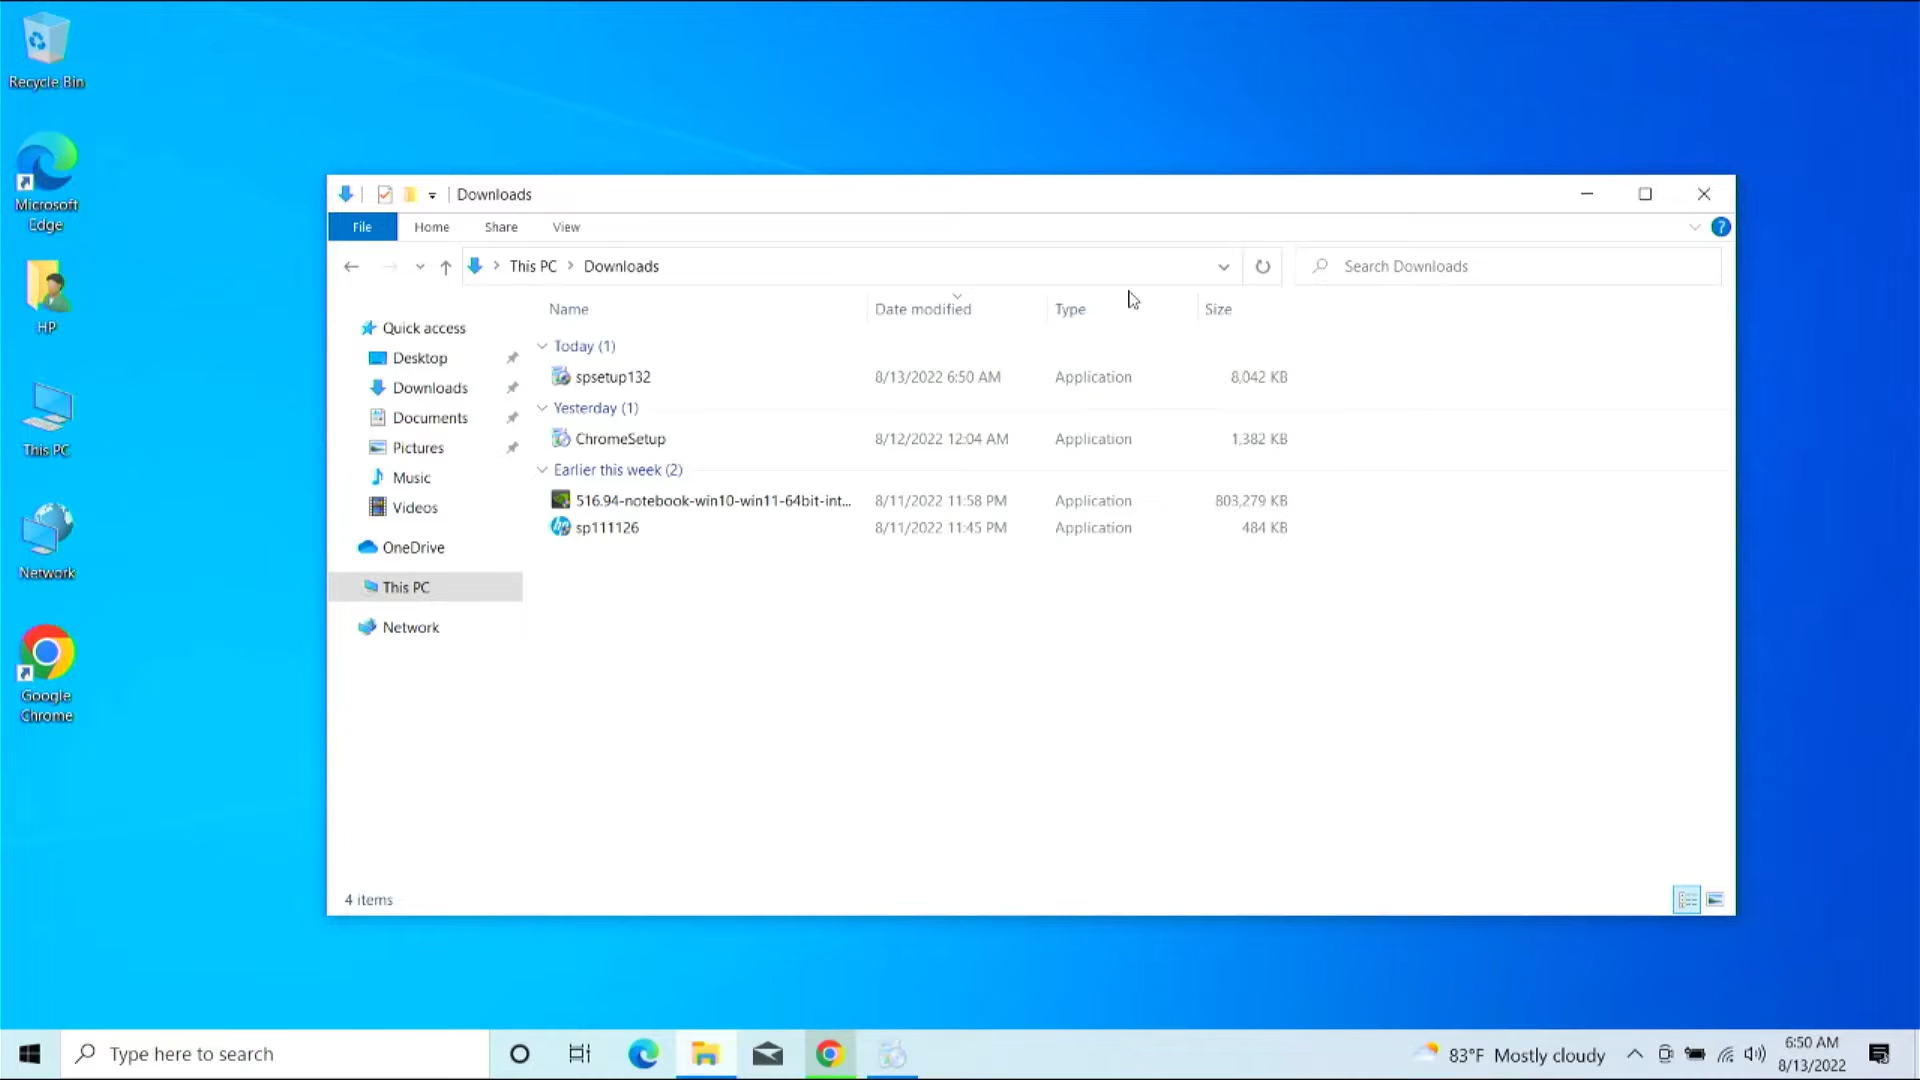 Recycle Bin
Microsoft
Edge
HP
This PC
Network
Google
Chrome
Downloads
File Home Share View
This PC Downloads
Search Downloads
Name Date modified Type Size
Quick access
Desktop
Downloads
Documents
Pictures
Music
Videos
OneDrive
This PC
Network
Today (1)
spsetup132 8/13/2022 6:50 AM Application 8,042 KB
Yesterday (1)
ChromeSetup 8/12/2022 12:04 AM Application 1,382 KB
Earlier this week (2)
516.94-notebook-win10-win11-64bit-int... 8/11/2022 11:58 PM Application 803,279 KB
sp111126 8/11/2022 11:45 PM Application 484 KB
4 items
Type here to search
83°F Mostly cloudy
6:50 AM
8/13/2022